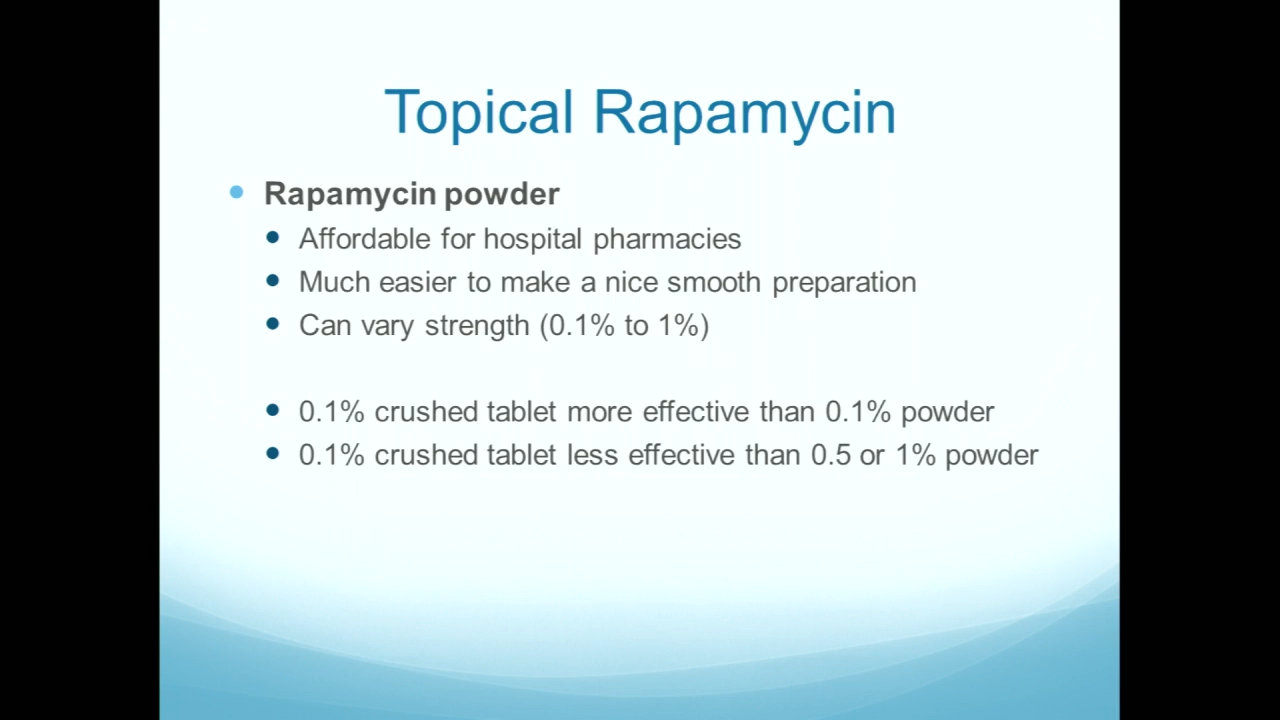 Topical Rapamycin
Rapamycin powder
Affordable for hospital pharmacies
Much easier to make a nice smooth preparation
Can vary strength (0.1% to 1%)
0.1% crushed tablet more effective than 0.1% powder
0.1% crushed tablet less effective than 0.5 or 1% powder